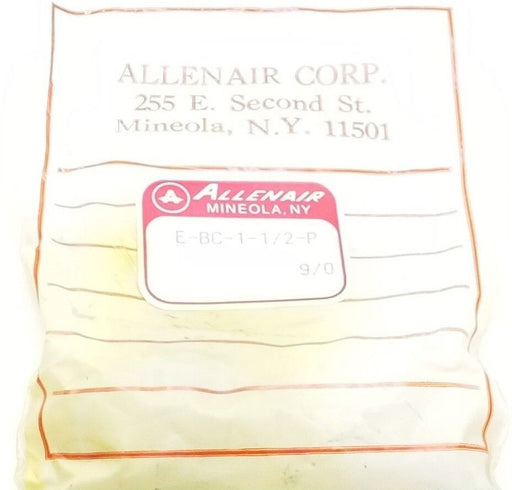 ALLENAIR CORP.
255 E. Second St.
Mineola, N.Y. 11501
ALLENAIR
MINEOLA, NY
E-BC-1-1/2-P
9/0